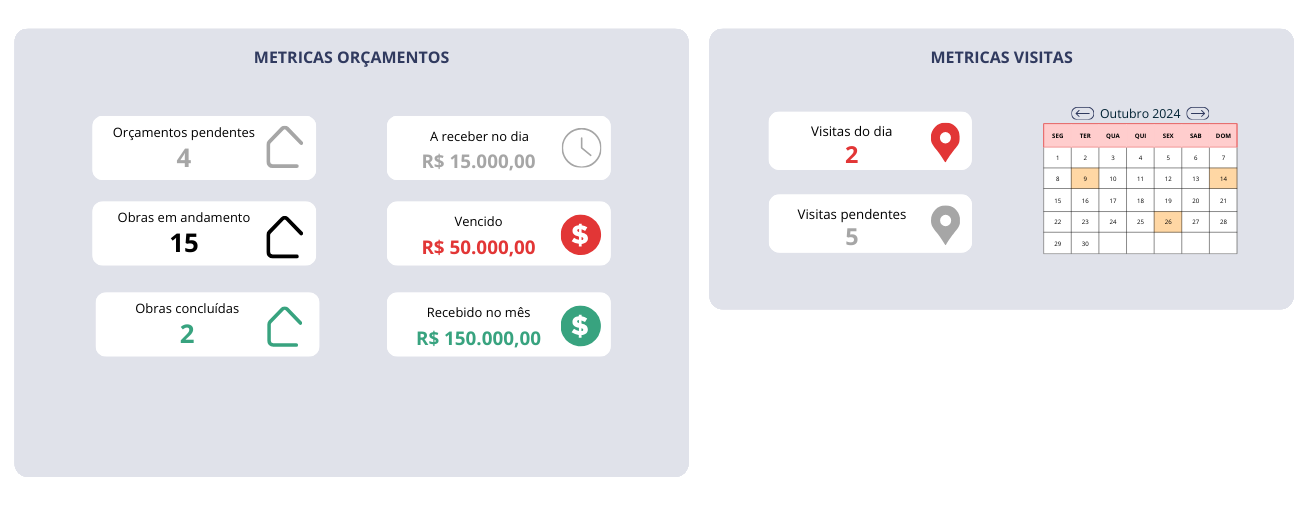 METRICAS ORÇAMENTOS
Orçamentos pendentes
4
A receber no dia
R$ 15.000,00
Obras em andamento
15
Vencido
R$ 50.000,00
$
Obras concluídas
2
Recebido no mês
R$ 150.000,00
$
METRICAS VISITAS
Visitas do dia
2
Visitas pendentes
5
Outubro 2024
SEG TER QUA QUI SEX SAB DOM
1 2 3 4 5 6 7
8 9 10 11 12 13 14
15 16 17 18 19 20 21
22 23 24 25 26 27 28
29 30